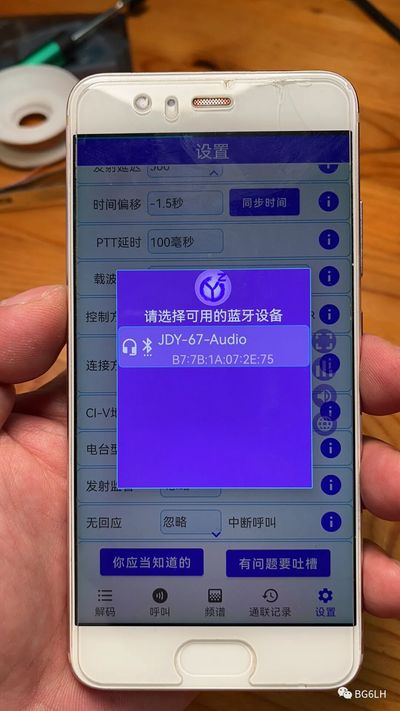 设置
发射延迟
500
时间偏移
-1.5秒
同步时间
PTT延时
100毫秒
载波
请选择可用的蓝牙设备
控制方
JDY-67-Audio
B7:7B:1A:07:2E:75
连接方
CI-V地
电台型
发射监管
忽略
无回应
忽略
中断呼叫
你应当知道的
有问题要吐槽
解码
呼叫
频谱
通联记录
设置
BG6LH